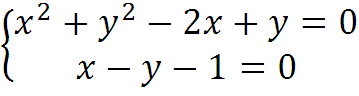 x² + y² − 2x + y = 0
x − y − 1 = 0